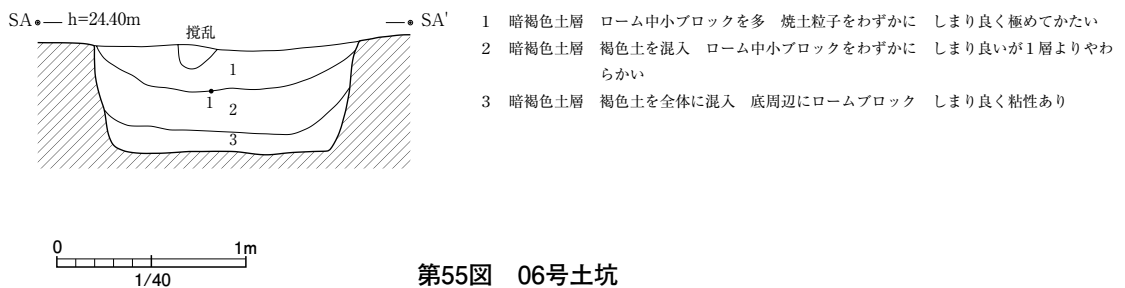 SA h=24.40m
SA'
撹乱
1
1
2
3
1 暗褐色土層 ローム中小ブロックを多 焼土粒子をわずかに しまり良く極めてかたい
2 暗褐色土層 褐色土を混入 ローム中小ブロックをわずかに しまり良いが1層よりやわ
らかい
3 暗褐色土層 褐色土を全体に混入 底周辺にロームブロック しまり良く粘性あり
0 1m
1/40
第55図 06号土坑